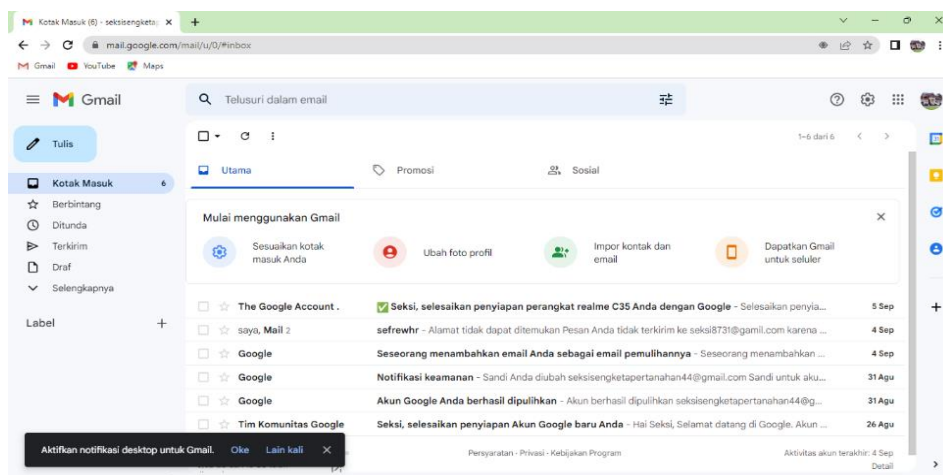 Kotak Masuk (6) - seksisengketa
mail.google.com/mail/u/0/#inbox
Gmail YouTube Maps
Gmail
Telusuri dalam email
Tulis
1–6 dari 6
Utama Promosi Sosial
Kotak Masuk 6
Berbintang
Ditunda
Terkirim
Draf
Selengkapnya
Label
Mulai menggunakan Gmail
Sesuaikan kotak
masuk Anda
Ubah foto profil
Impor kontak dan
email
Dapatkan Gmail
untuk seluler
The Google Account . ✅ Seksi, selesaikan penyiapan perangkat realme C35 Anda dengan Google - Selesaikan penyia... 5 Sep
saya, Mail 2 sefrewhr - Alamat tidak dapat ditemukan Pesan Anda tidak terkirim ke seksi8731@gamil.com karena ... 4 Sep
Google Seseorang menambahkan email Anda sebagai email pemulihannya - Seseorang menambahkan ... 4 Sep
Google Notifikasi keamanan - Sandi Anda diubah seksisengketapertanahan44@gmail.com Sandi untuk aku... 31 Agu
Google Akun Google Anda berhasil dipulihkan - Akun berhasil dipulihkan seksisengketapertanahan44@g... 31 Agu
Tim Komunitas Google Seksi, selesaikan penyiapan Akun Google baru Anda - Hai Seksi, Selamat datang di Google. Akun ... 26 Agu
Aktifkan notifikasi desktop untuk Gmail. Oke Lain kali
Persyaratan · Privasi · Kebijakan Program
Aktivitas akun terakhir: 4 Sep
Detail